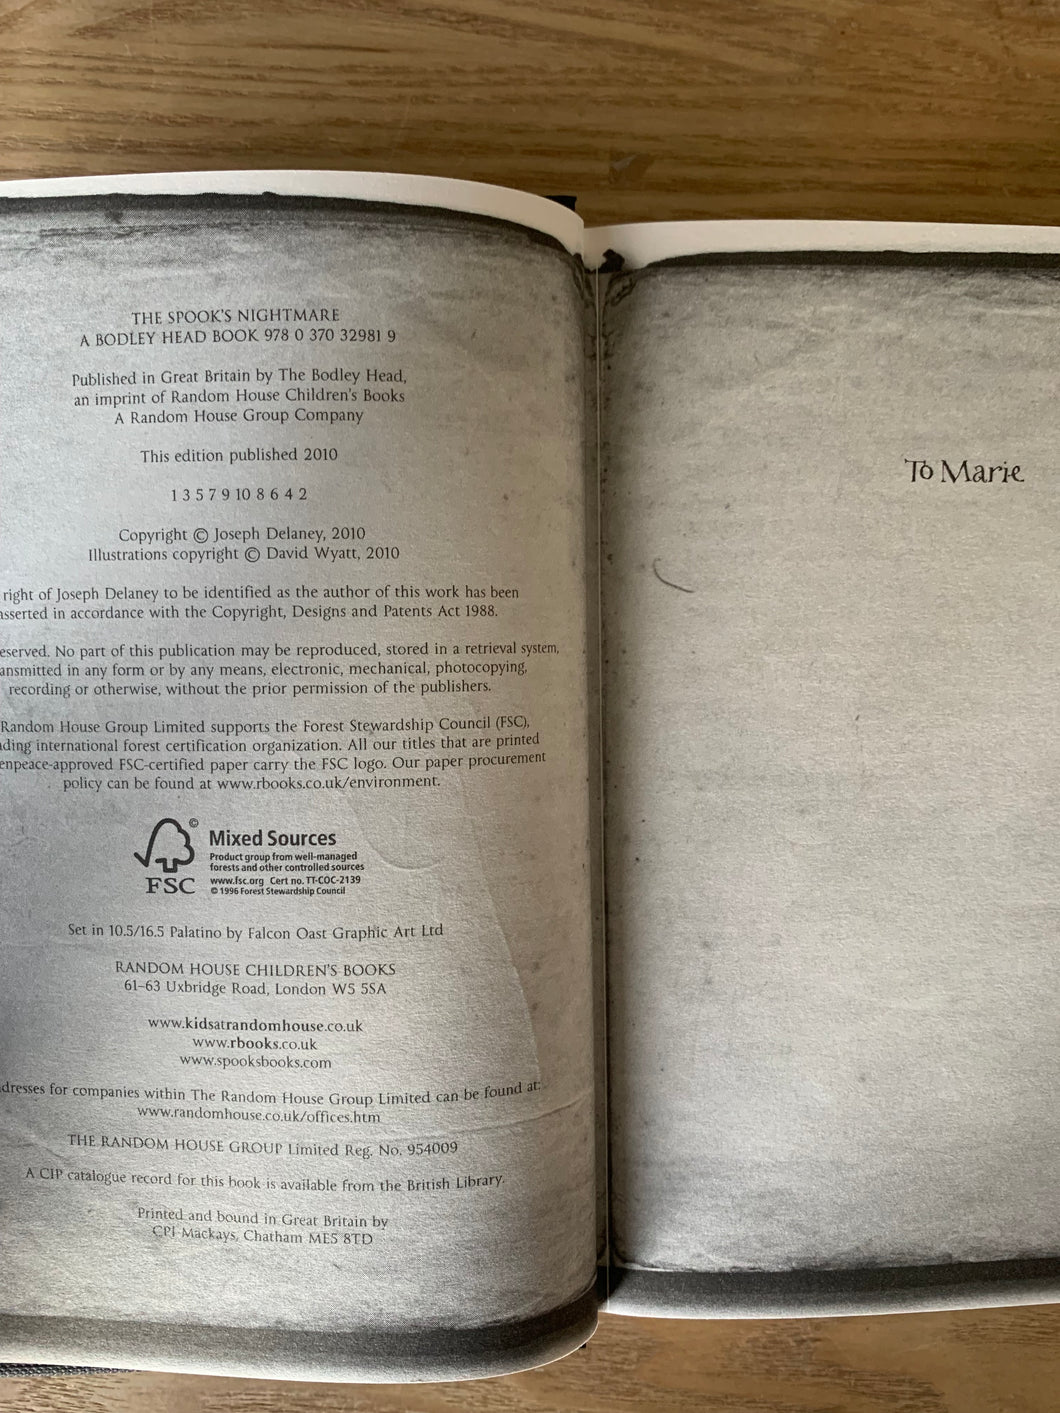 THE SPOOK'S NIGHTMARE
A BODLEY HEAD BOOK 978 0 370 32981 9
Published in Great Britain by The Bodley Head,
an imprint of Random House Children's Books
A Random House Group Company
This edition published 2010
1 3 5 7 9 10 8 6 4 2
Copyright © Joseph Delaney, 2010
Illustrations copyright © David Wyatt, 2010
right of Joseph Delaney to be identified as the author of this work has been
asserted in accordance with the Copyright, Designs and Patents Act 1988.
eserved. No part of this publication may be reproduced, stored in a retrieval system,
ansmitted in any form or by any means, electronic, mechanical, photocopying,
recording or otherwise, without the prior permission of the publishers.
Random House Group Limited supports the Forest Stewardship Council (FSC),
ding international forest certification organization. All our titles that are printed
enpeace-approved FSC-certified paper carry the FSC logo. Our paper procurement
policy can be found at www.rbooks.co.uk/environment.
©
FSC
Mixed Sources
Product group from well-managed
forests and other controlled sources
www.fsc.org Cert no. TT-COC-2139
© 1996 Forest Stewardship Council
Set in 10.5/16.5 Palatino by Falcon Oast Graphic Art Ltd
RANDOM HOUSE CHILDREN'S BOOKS
61–63 Uxbridge Road, London W5 5SA
www.kidsatrandomhouse.co.uk
www.rbooks.co.uk
www.spooksbooks.com
dresses for companies within The Random House Group Limited can be found at:
www.randomhouse.co.uk/offices.htm
THE RANDOM HOUSE GROUP Limited Reg. No. 954009
A CIP catalogue record for this book is available from the British Library.
Printed and bound in Great Britain by
CPI Mackays, Chatham ME5 8TD
To Marie